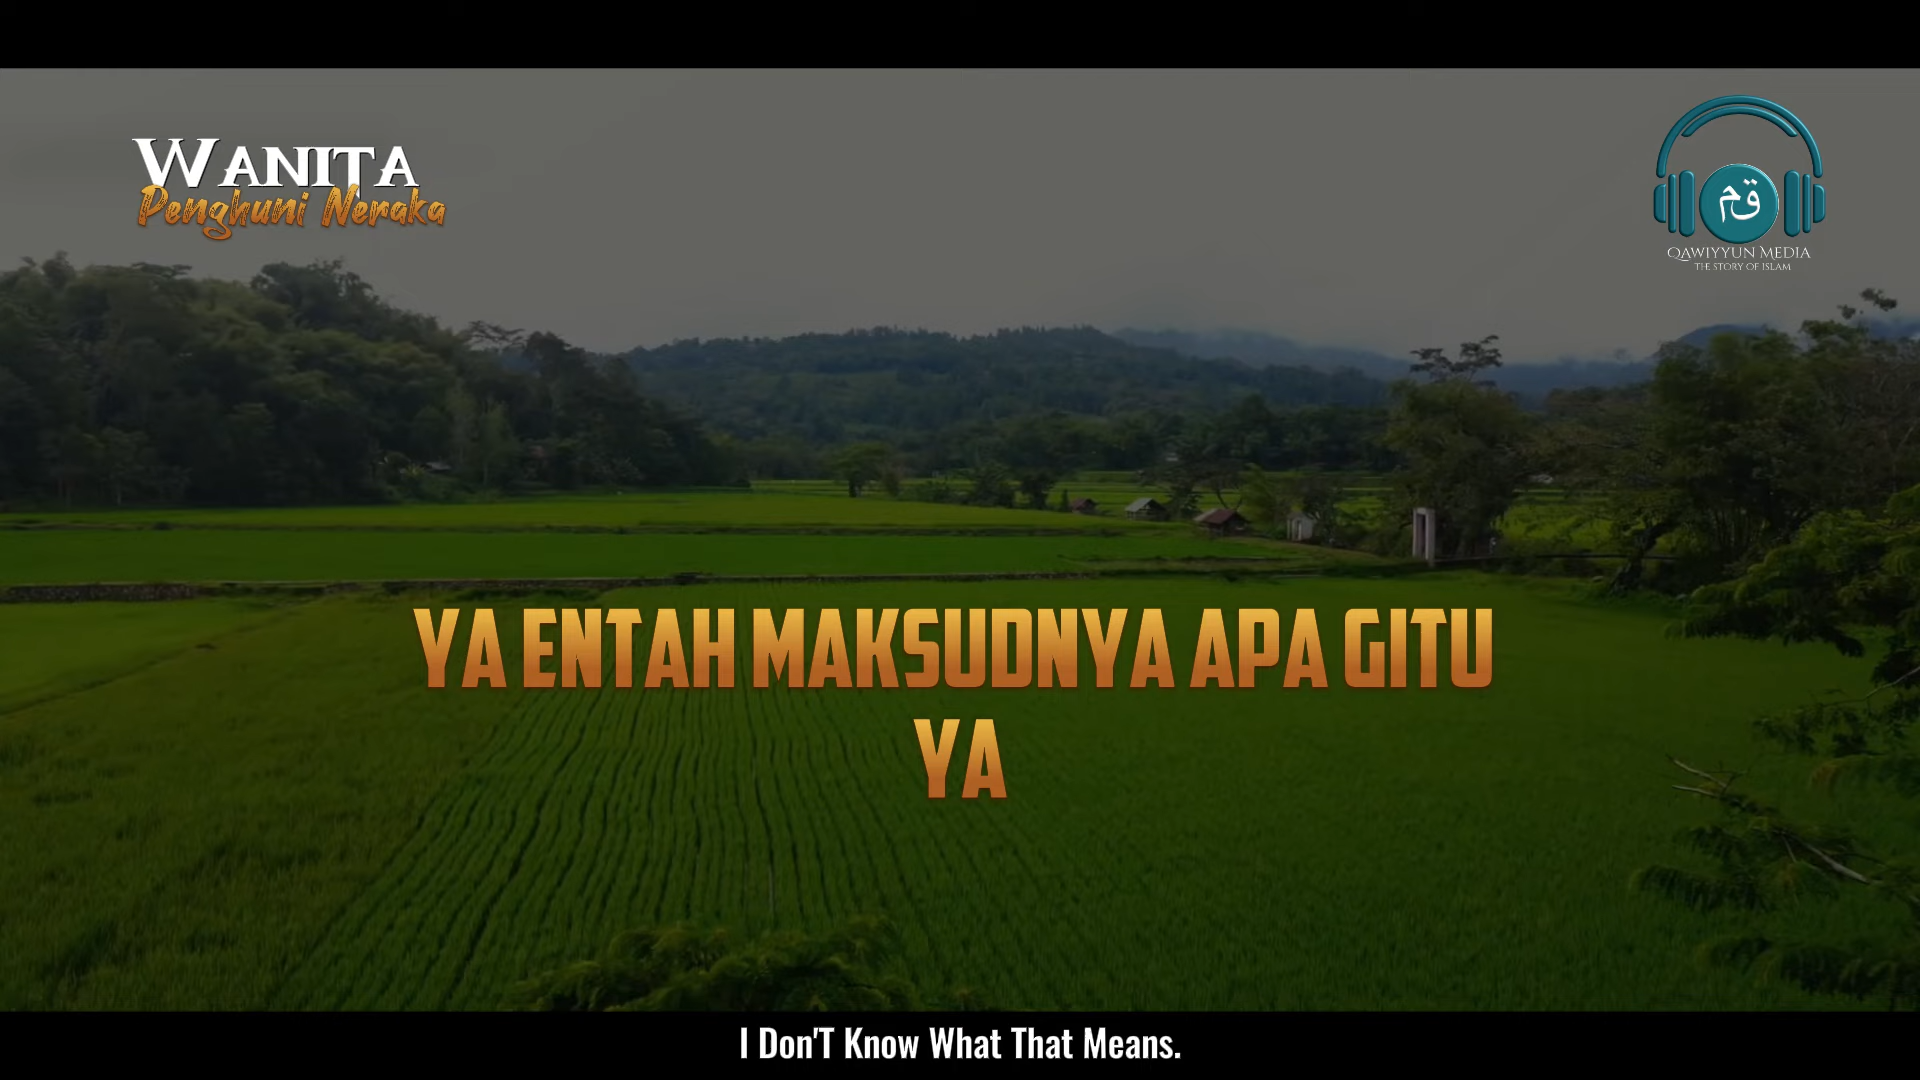 WANITA
Penghuni Neraka
قم
QAWIYYUN MEDIA
THE STORY OF ISLAM
YA ENTAH MAKSUDNYA APA GITU
YA
I Don'T Know What That Means.